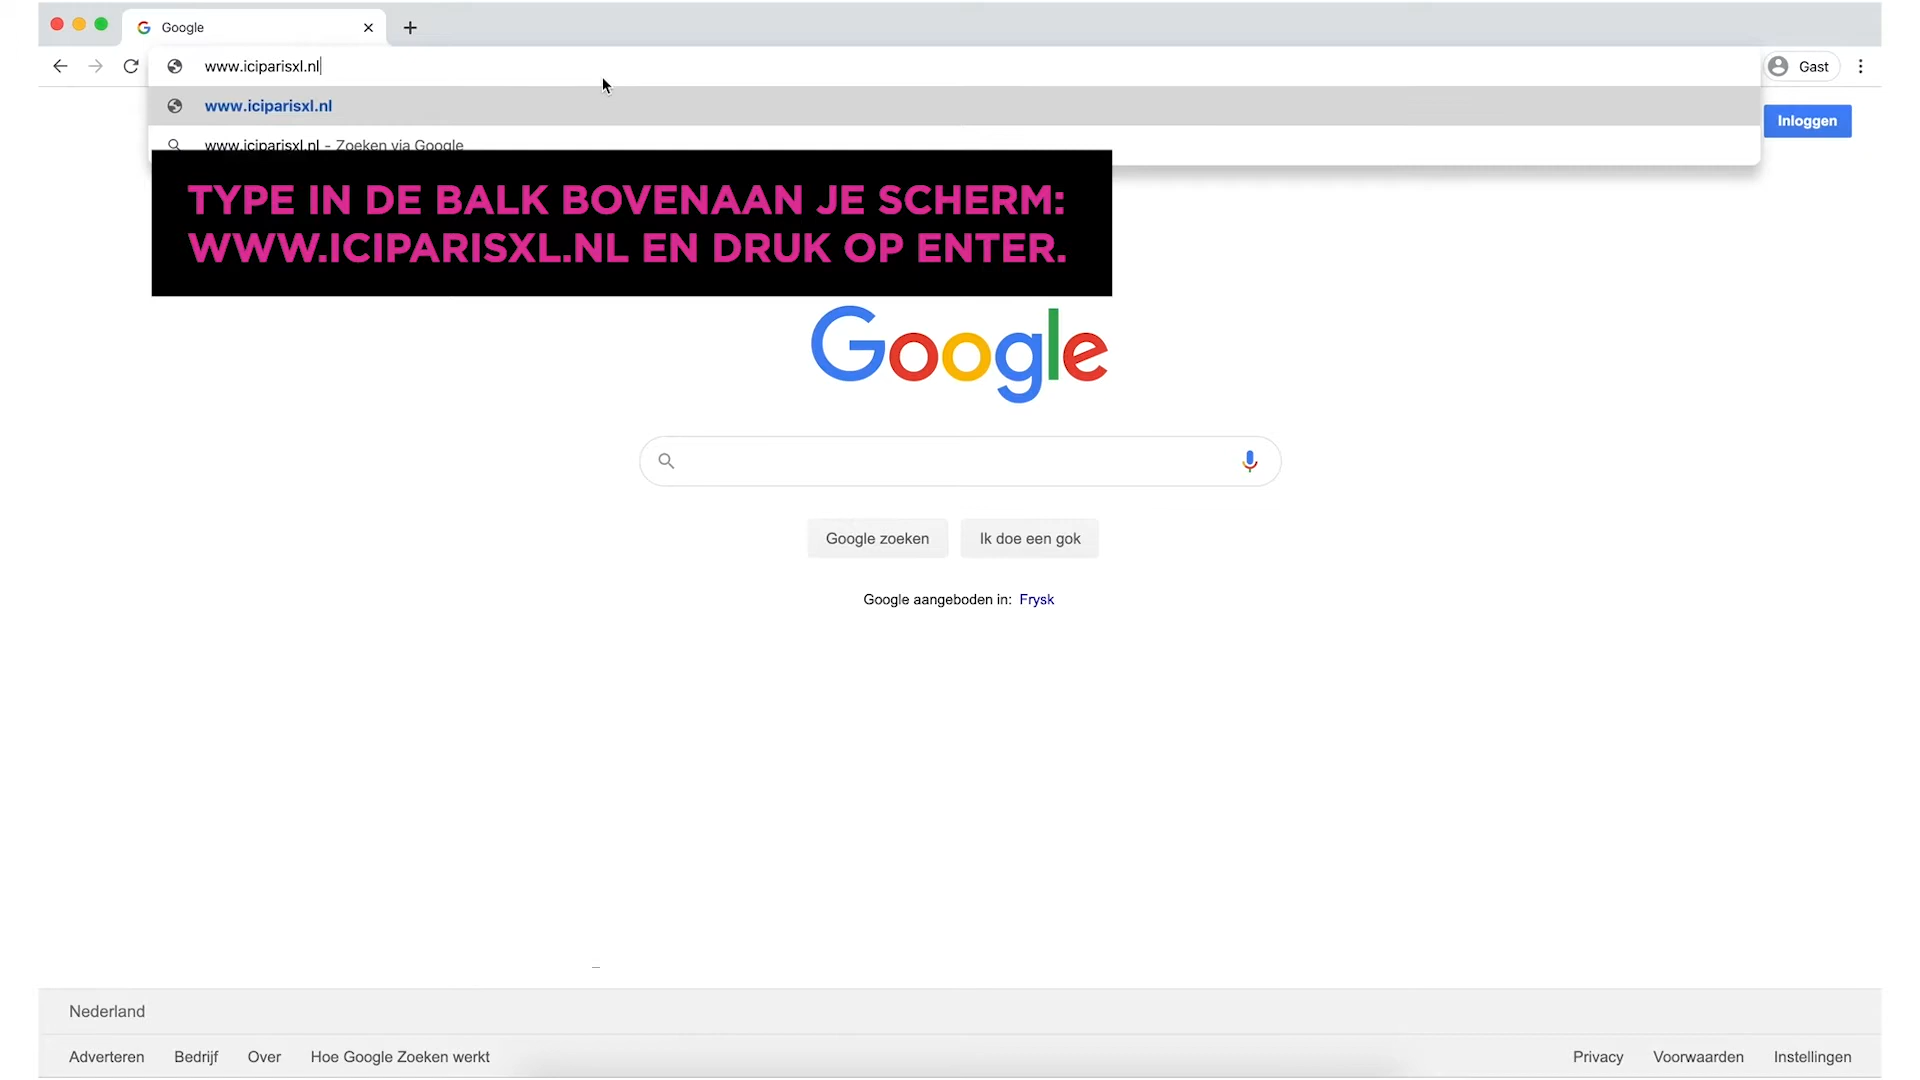 Google
www.iciparisxl.nl
Gast
www.iciparisxl.nl
Inloggen
www.iciparisxl.nl - Zoeken via Google
TYPE IN DE BALK BOVENAAN JE SCHERM:
WWW.ICIPARISXL.NL EN DRUK OP ENTER.
Google
Google zoeken
Ik doe een gok
Google aangeboden in: Frysk
Nederland
Adverteren
Bedrijf
Over
Hoe Google Zoeken werkt
Privacy
Voorwaarden
Instellingen